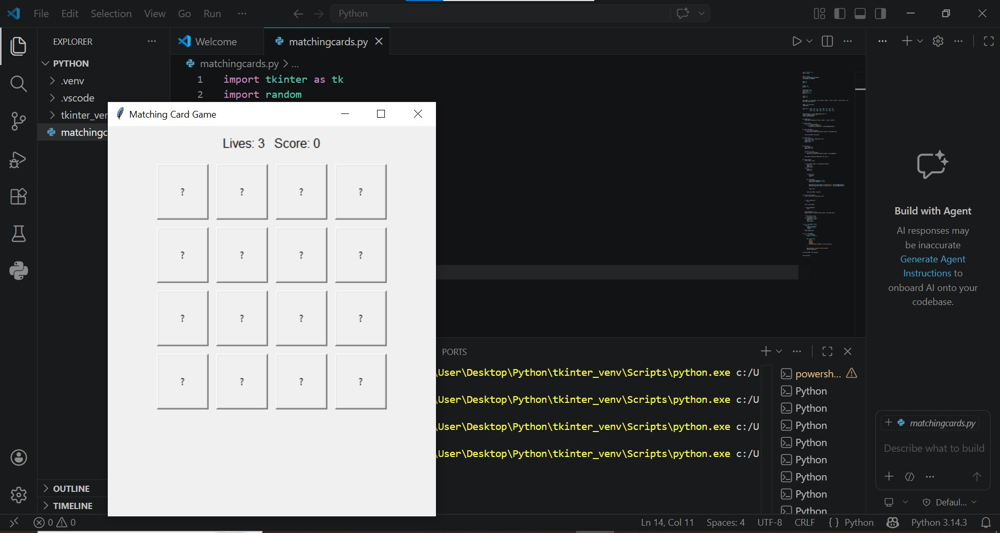 File Edit Selection View Go Run ...
Python
EXPLORER
PYTHON
.venv
.vscode
tkinter_ver
matchingc
Welcome
matchingcards.py
matchingcards.py > ...
1 import tkinter as tk
2 import random
Matching Card Game
Lives: 3 Score: 0
? ? ? ?
? ? ? ?
? ? ? ?
? ? ? ?
PORTS
\User\Desktop\Python\tkinter_venv\Scripts\python.exe c:/U
\User\Desktop\Python\tkinter_venv\Scripts\python.exe c:/U
\User\Desktop\Python\tkinter_venv\Scripts\python.exe c:/U
\User\Desktop\Python\tkinter_venv\Scripts\python.exe c:/U
powersh...
Python
Python
Python
Python
Python
Python
Python
Python
Build with Agent
AI responses may
be inaccurate
Generate Agent
Instructions to
onboard AI onto your
codebase.
matchingcards.py
Describe what to build
Defaul...
OUTLINE
TIMELINE
0 0
Ln 14, Col 11 Spaces: 4 UTF-8 CRLF { } Python Python 3.14.3